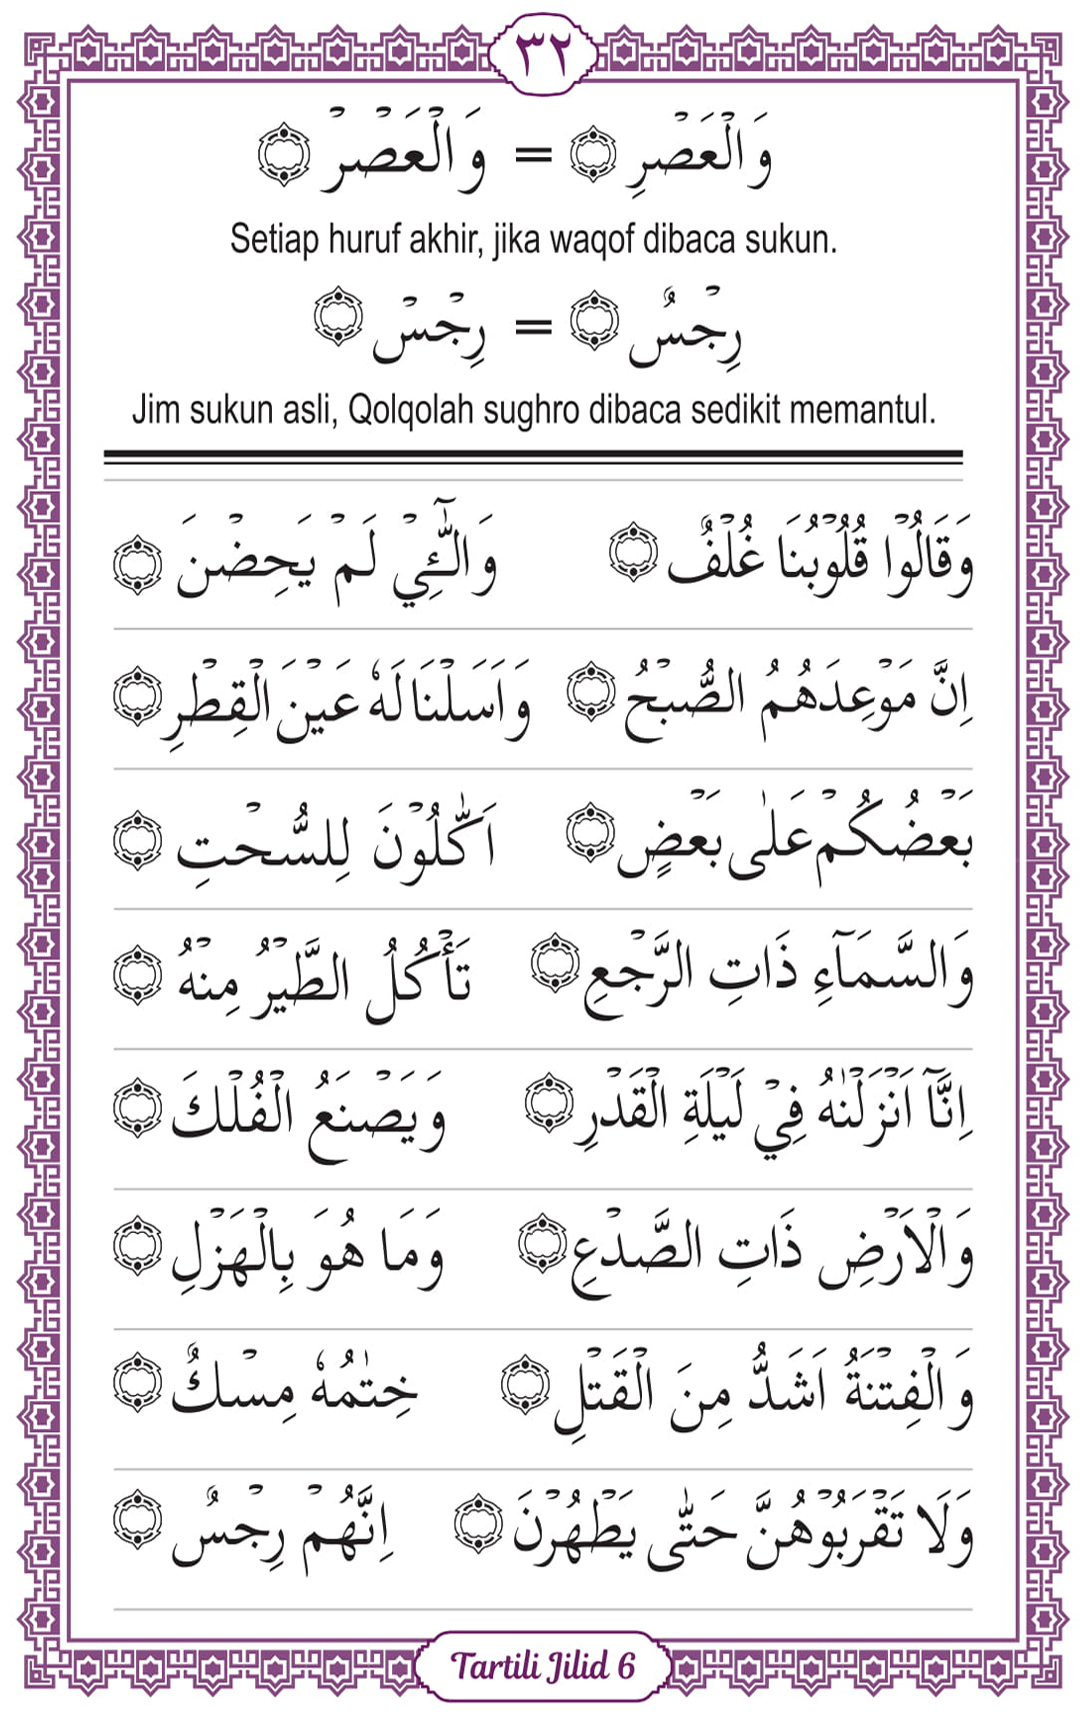 ٣٢
وَالْعَصْرِ ۝ = وَالْعَصْرْ ۝
Setiap huruf akhir, jika waqof dibaca sukun.
رِجْسٌ ۝ = رِجْسْ ۝
Jim sukun asli, Qolqolah sughro dibaca sedikit memantul.
وَقَالُوْا قُلُوْبُنَا غُلْفٌ ۝ وَالّٰٓـئِيْ لَمْ يَحِضْنَ ۝
اِنَّ مَوْعِدَهُمُ الصُّبْحُ ۝ وَاَسَلْنَا لَهٗ عَيْنَ الْقِطْرِ ۝
بَعْضُكُمْ عَلٰى بَعْضٍ ۝ اَكّٰلُوْنَ لِلسُّحْتِ ۝
وَالسَّمَآءِ ذَاتِ الرَّجْعِ ۝ تَأْكُلُ الطَّيْرُ مِنْهُ ۝
اِنَّآ اَنْزَلْنٰهُ فِيْ لَيْلَةِ الْقَدْرِ ۝ وَيَصْنَعُ الْفُلْكَ ۝
وَالْاَرْضِ ذَاتِ الصَّدْعِ ۝ وَمَا هُوَ بِالْهَزْلِ ۝
وَالْفِتْنَةُ اَشَدُّ مِنَ الْقَتْلِ ۝ خِتٰمُهٗ مِسْكٌ ۝
وَلَا تَقْرَبُوْهُنَّ حَتّٰى يَطْهُرْنَ ۝ اِنَّهُمْ رِجْسٌ ۝
Tartili Jilid 6